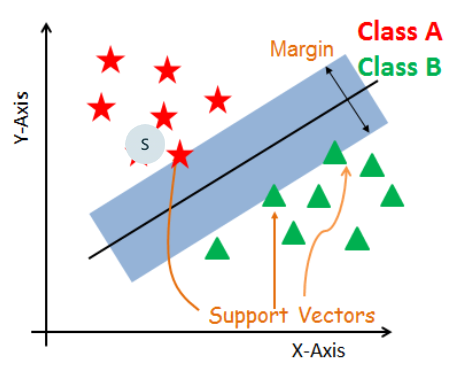 Class A
Margin
Class B
Y-Axis
S
Support Vectors
X-Axis